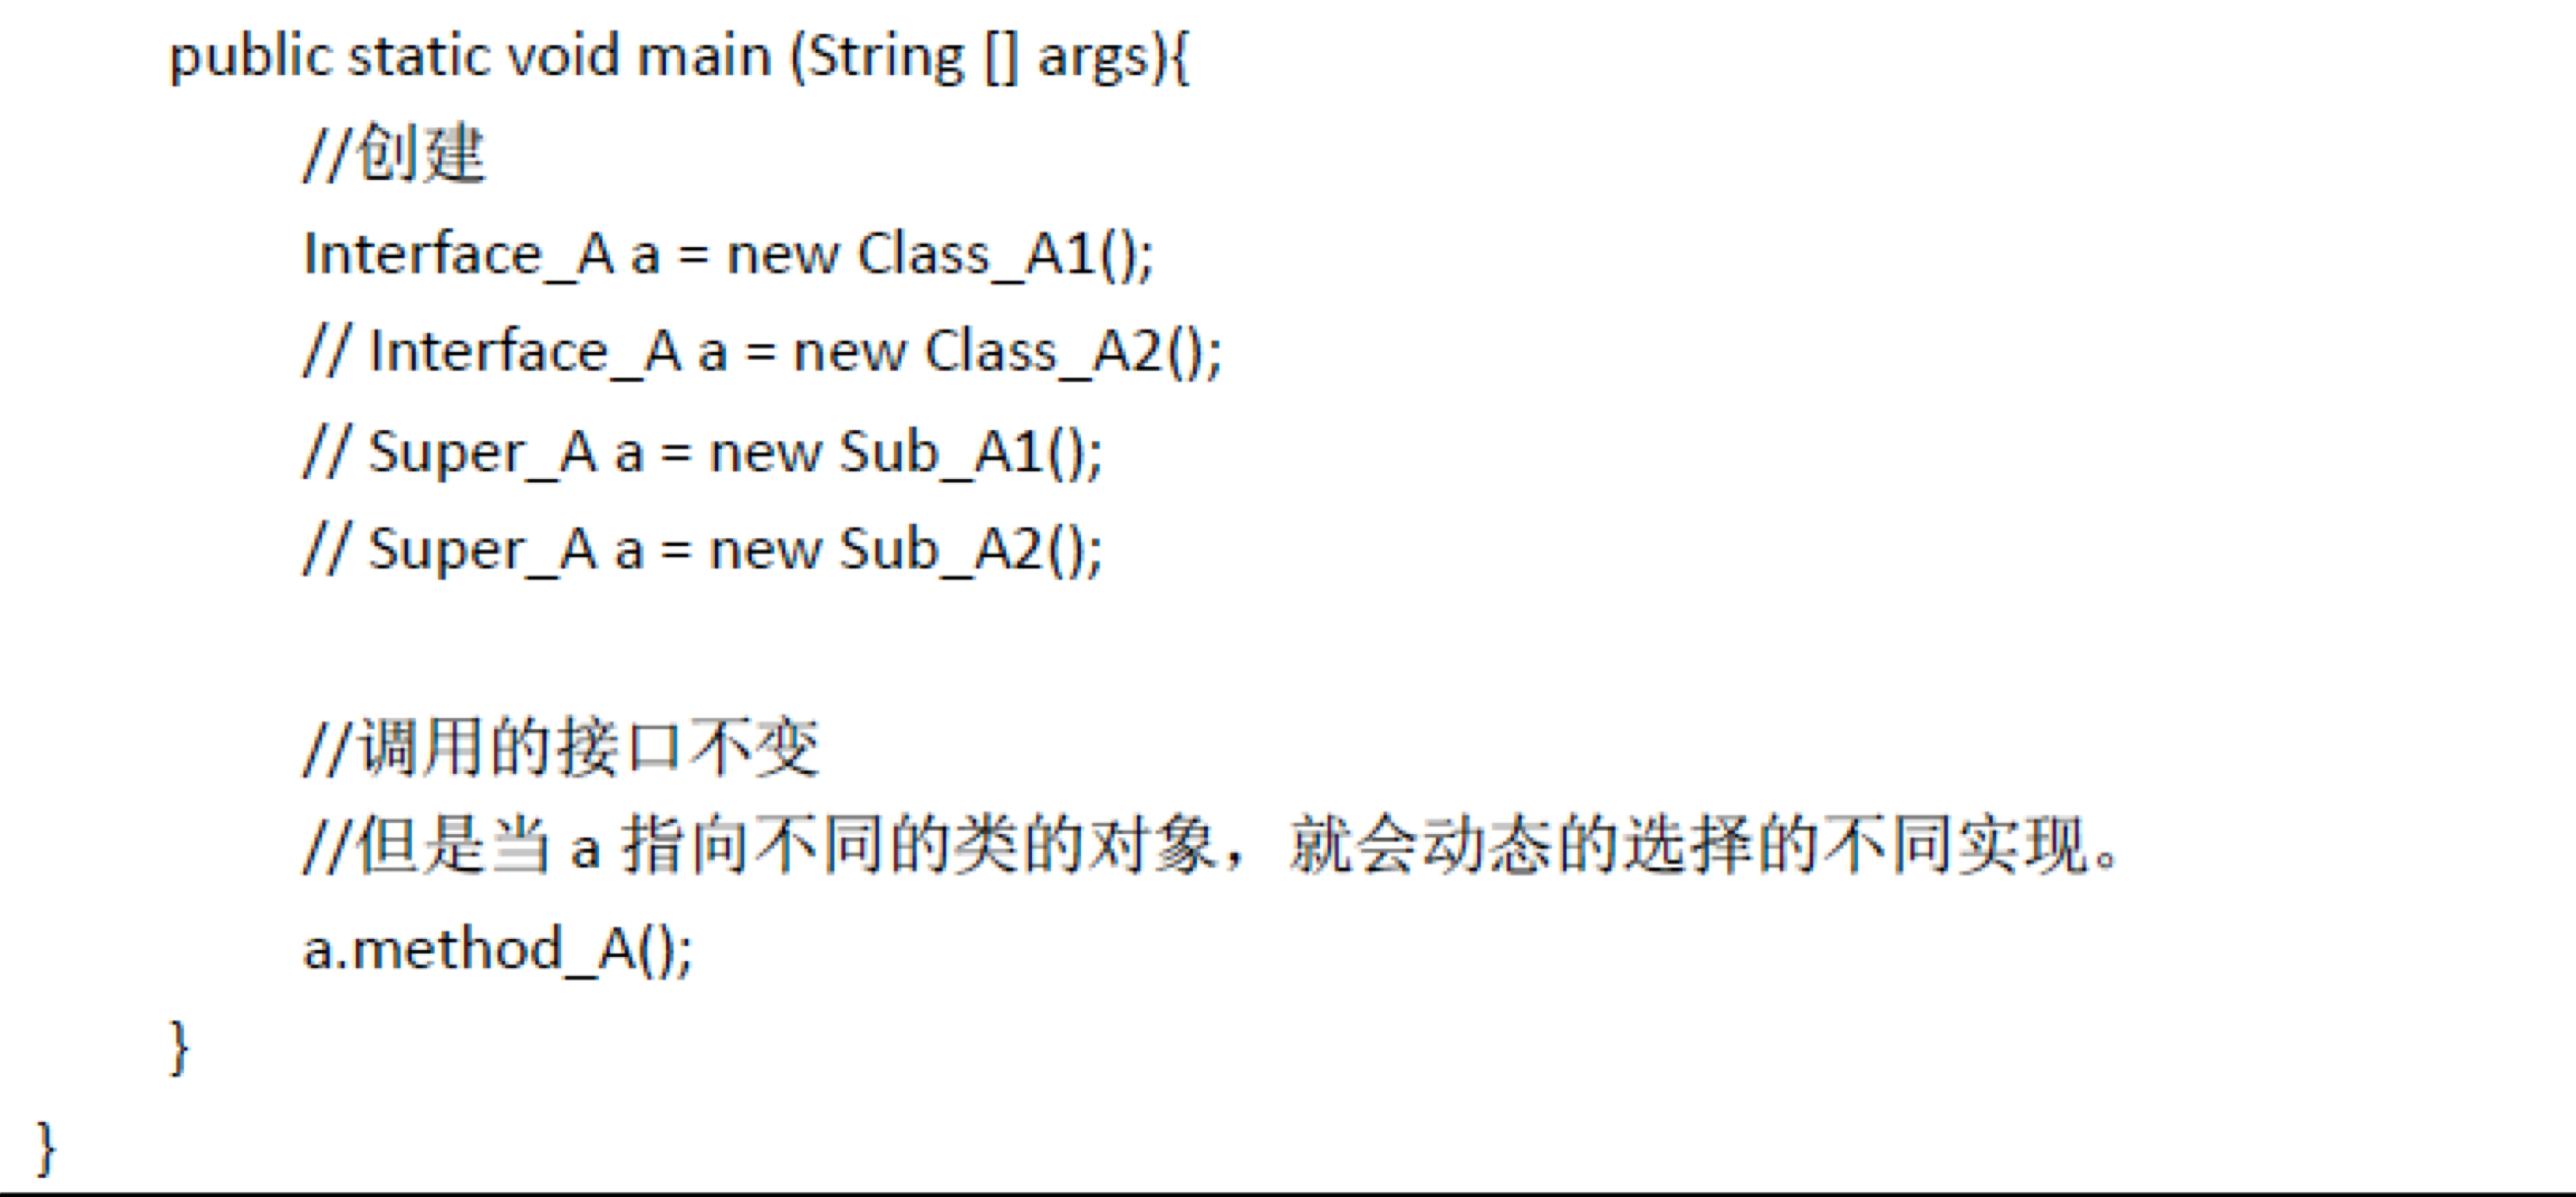 public static void main (String [] args){
//创建
Interface_A a = new Class_A1();
// Interface_A a = new Class_A2();
// Super_A a = new Sub_A1();
// Super_A a = new Sub_A2();
//调用的接口不变
//但是当 a 指向不同的类的对象，就会动态的选择的不同实现。
a.method_A();
}
}